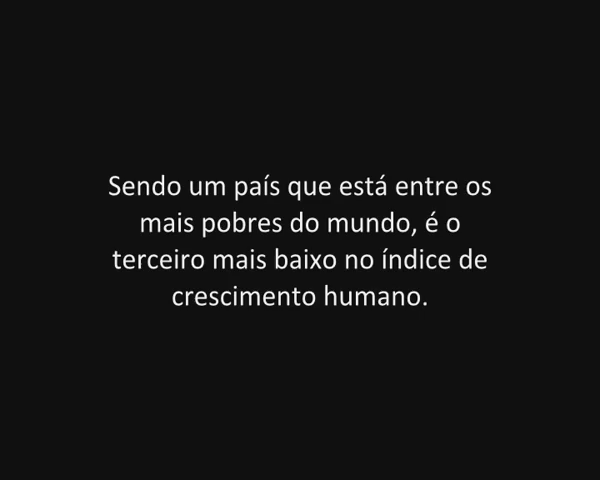 Sendo um país que está entre os
mais pobres do mundo, é o
terceiro mais baixo no índice de
crescimento humano.